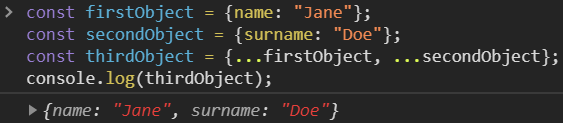 > const firstObject = {name: "Jane"};
const secondObject = {surname: "Doe"};
const thirdObject = {...firstObject, ...secondObject};
console.log(thirdObject);
▶ {name: "Jane", surname: "Doe"}